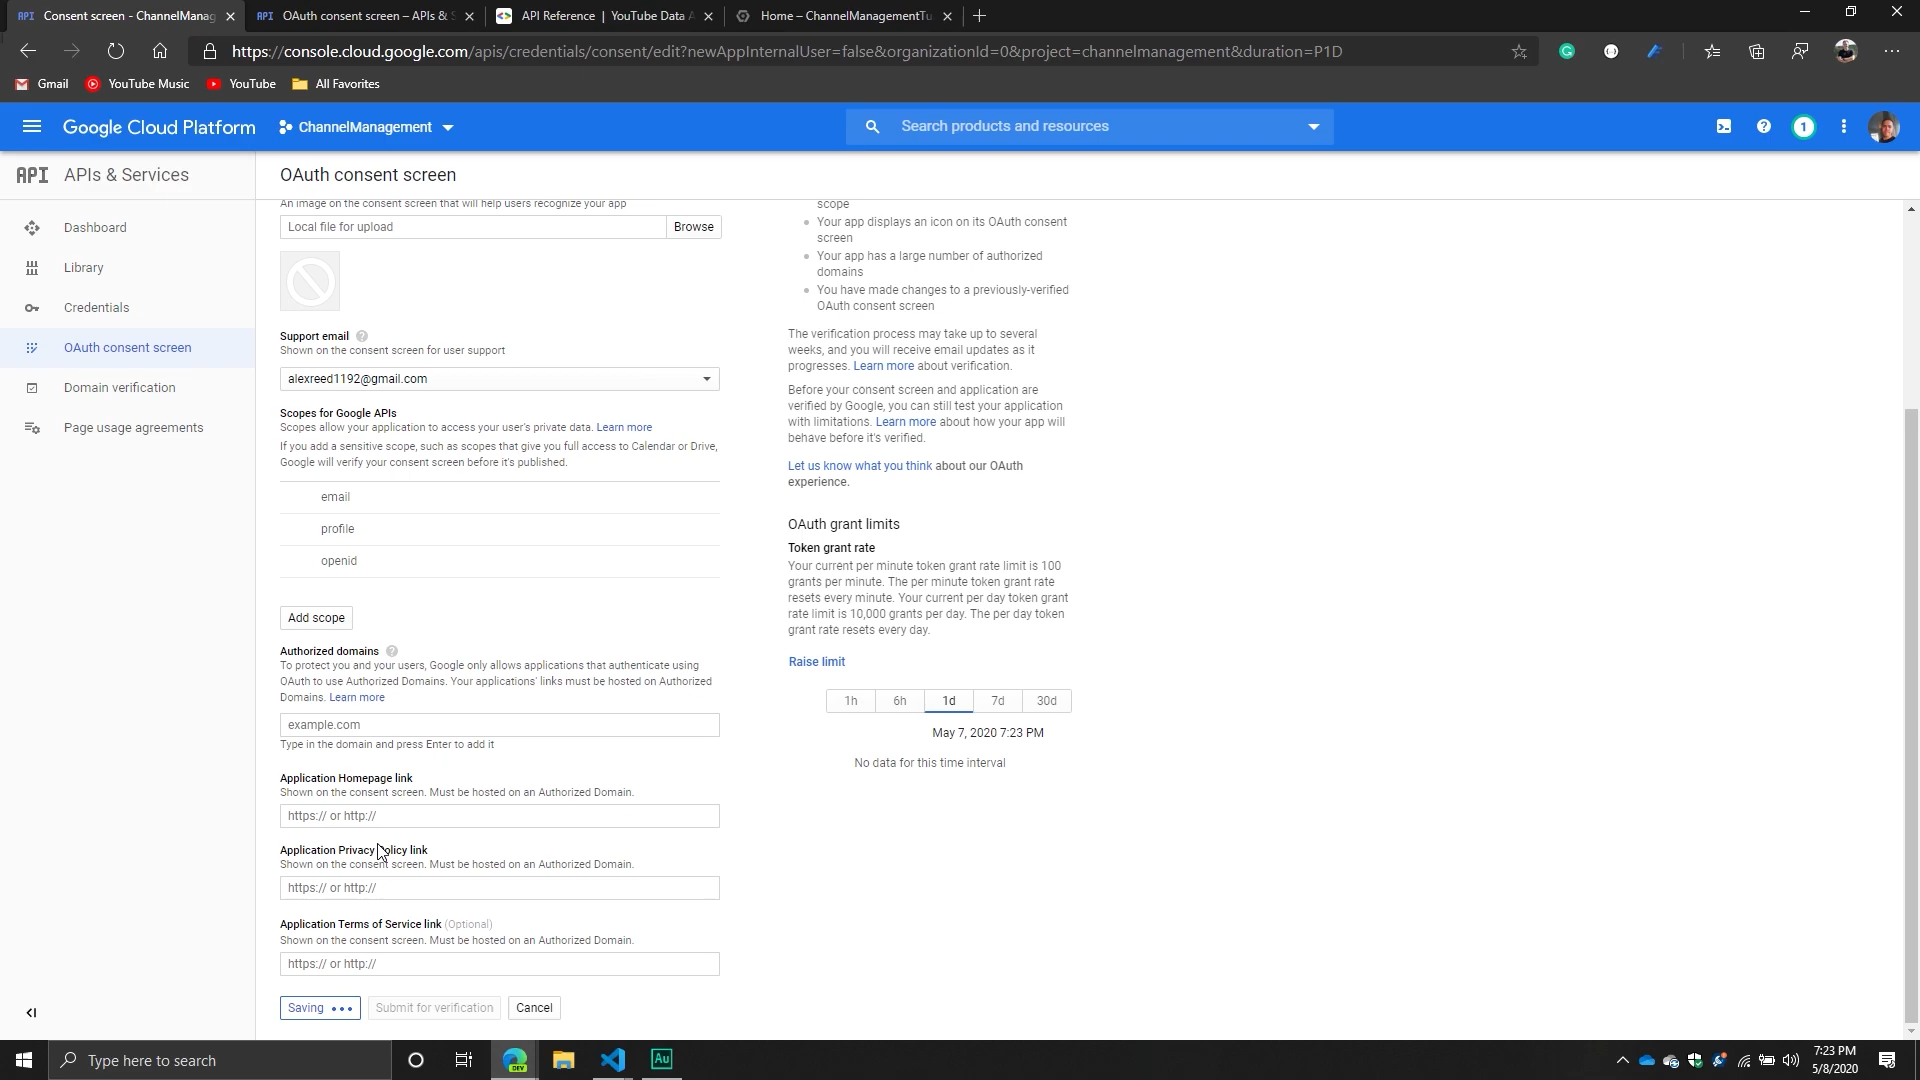 API Consent screen - ChannelManag
API OAuth consent screen – APIs & S
API Reference | YouTube Data A
Home – ChannelManagementTu
https://console.cloud.google.com/apis/credentials/consent/edit?newAppInternalUser=false&organizationId=0&project=channelmanagement&duration=P1D
Gmail
YouTube Music
YouTube
All Favorites
Google Cloud Platform
ChannelManagement
Search products and resources
1
API APIs & Services
OAuth consent screen
Dashboard
Library
Credentials
OAuth consent screen
Domain verification
Page usage agreements
An image on the consent screen that will help users recognize your app
Local file for upload
Browse
Support email
Shown on the consent screen for user support
alexreed1192@gmail.com
Scopes for Google APIs
Scopes allow your application to access your user's private data. Learn more
If you add a sensitive scope, such as scopes that give you full access to Calendar or Drive,
Google will verify your consent screen before it's published.
email
profile
openid
Add scope
Authorized domains
To protect you and your users, Google only allows applications that authenticate using
OAuth to use Authorized Domains. Your applications' links must be hosted on Authorized
Domains. Learn more
example.com
Type in the domain and press Enter to add it
Application Homepage link
Shown on the consent screen. Must be hosted on an Authorized Domain.
https:// or http://
Application Privacy Policy link
Shown on the consent screen. Must be hosted on an Authorized Domain.
https:// or http://
Application Terms of Service link (Optional)
Shown on the consent screen. Must be hosted on an Authorized Domain.
https:// or http://
Saving
Submit for verification
Cancel
scope
Your app displays an icon on its OAuth consent
screen
Your app has a large number of authorized
domains
You have made changes to a previously-verified
OAuth consent screen
The verification process may take up to several
weeks, and you will receive email updates as it
progresses. Learn more about verification.
Before your consent screen and application are
verified by Google, you can still test your application
with limitations. Learn more about how your app will
behave before it's verified.
Let us know what you think about our OAuth
experience.
OAuth grant limits
Token grant rate
Your current per minute token grant rate limit is 100
grants per minute. The per minute token grant rate
resets every minute. Your current per day token grant
rate limit is 10,000 grants per day. The per day token
grant rate resets every day.
Raise limit
1h 6h 1d 7d 30d
May 7, 2020 7:23 PM
No data for this time interval
Type here to search
DEV
Au
7:23 PM
5/8/2020